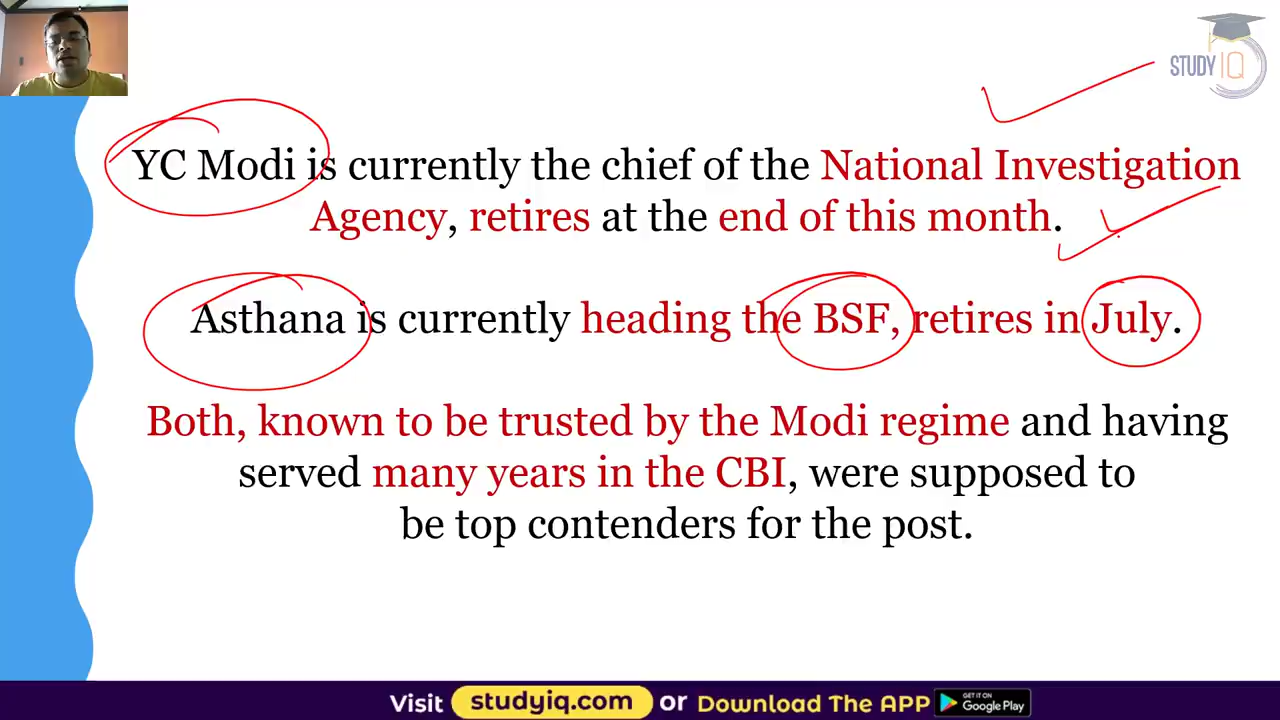 STUDY IQ
YC Modi is currently the chief of the National Investigation
Agency, retires at the end of this month.
Asthana is currently heading the BSF, retires in July.
Both, known to be trusted by the Modi regime and having
served many years in the CBI, were supposed to
be top contenders for the post.
Visit studyiq.com or Download The APP GET IT ON Google Play